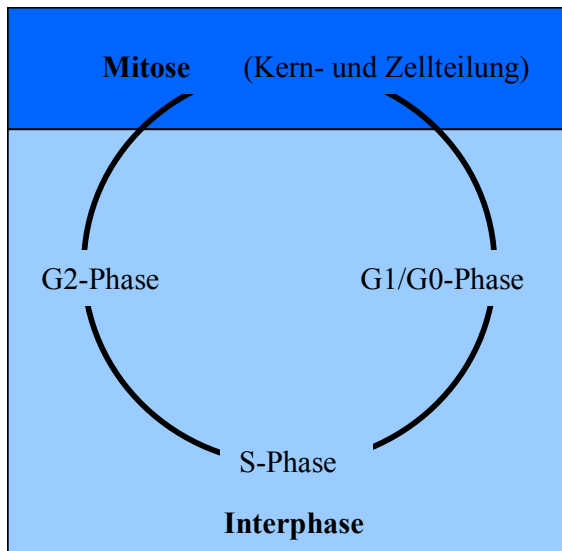 Mitose (Kern- und Zellteilung)
G2-Phase G1/G0-Phase
S-Phase
Interphase